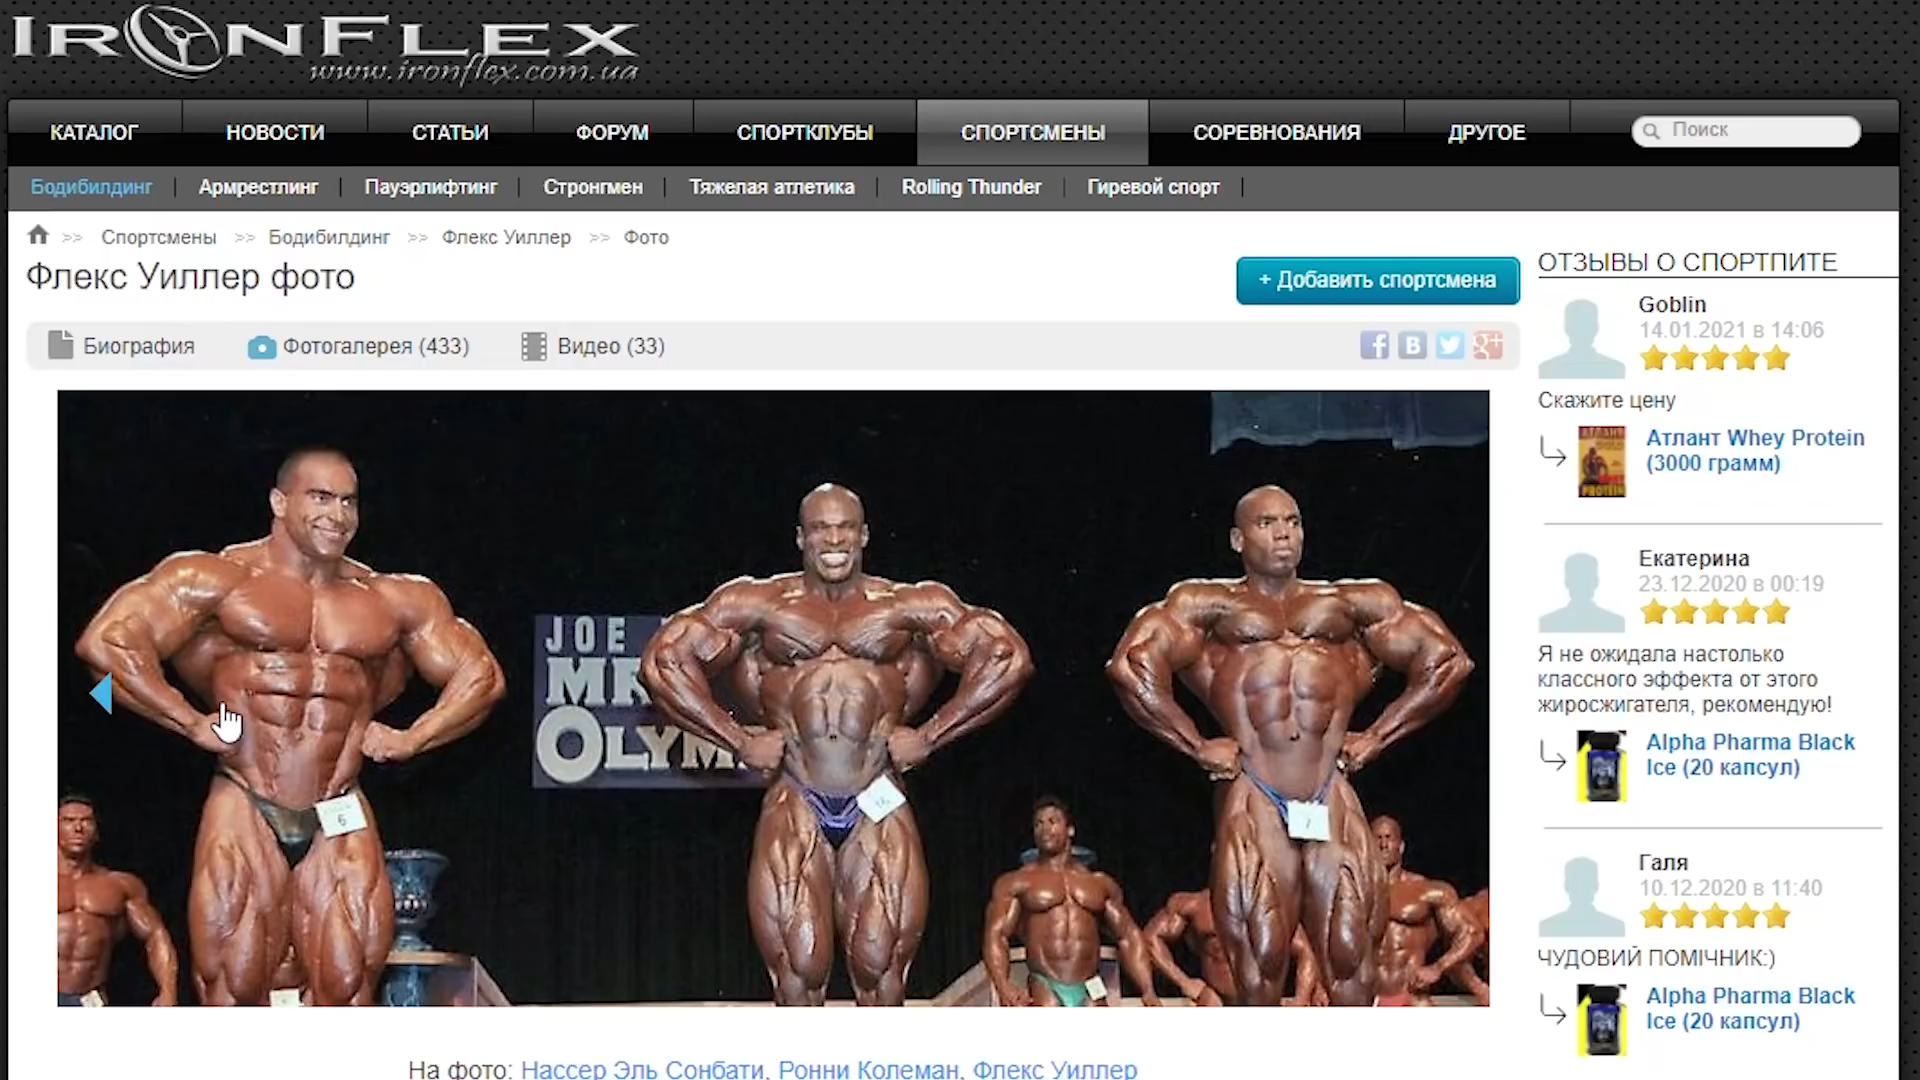 IRONFLEX
www.ironflex.com.ua
КАТАЛОГ НОВОСТИ СТАТЬИ ФОРУМ СПОРТКЛУБЫ СПОРТСМЕНЫ СОРЕВНОВАНИЯ ДРУГОЕ Поиск
Бодибилдинг Армрестлинг Пауэрлифтинг Стронгмен Тяжелая атлетика Rolling Thunder Гиревой спорт
>> Спортсмены >> Бодибилдинг >> Флекс Уиллер >> Фото
Флекс Уиллер фото
+ Добавить спортсмена
Биография Фотогалерея (433) Видео (33)
JOE
MR
OLYM
6
7
На фото: Нассер Эль Сонбати, Ронни Колеман, Флекс Уиллер
ОТЗЫВЫ О СПОРТПИТЕ
Goblin
14.01.2021 в 14:06
Скажите цену
Атлант Whey Protein
(3000 грамм)
Екатерина
23.12.2020 в 00:19
Я не ожидала настолько
классного эффекта от этого
жиросжигателя, рекомендую!
Alpha Pharma Black
Ice (20 капсул)
Галя
10.12.2020 в 11:40
ЧУДОВИЙ ПОМІЧНИК:)
Alpha Pharma Black
Ice (20 капсул)